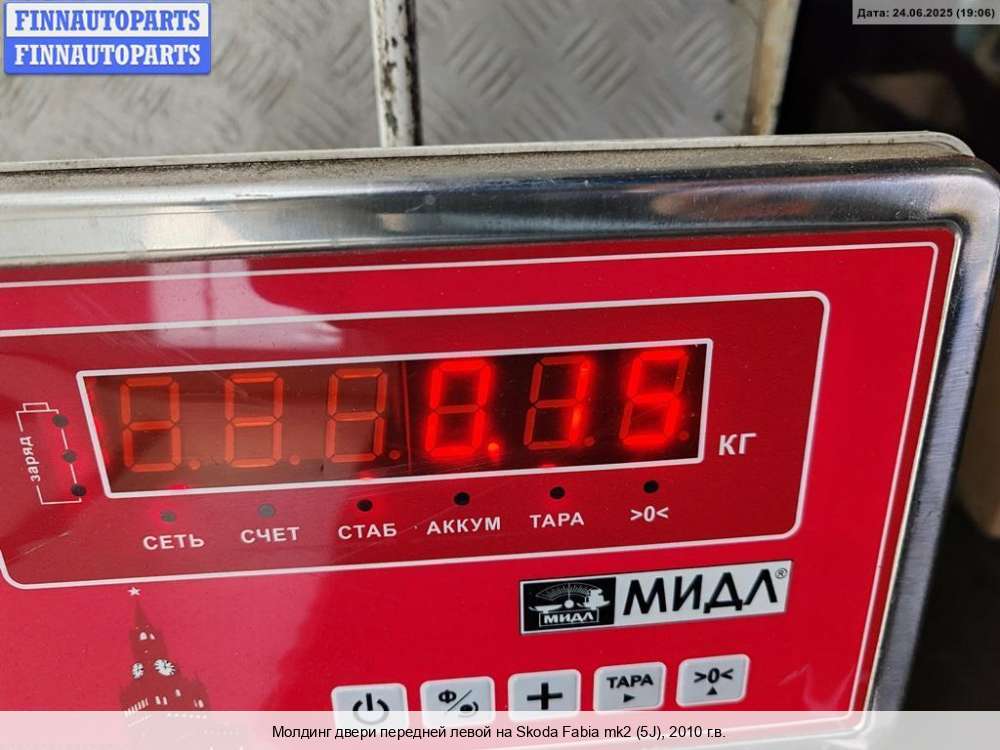 FINNAUTOPARTS
FINNAUTOPARTS
Дата: 24.06.2025 (19:06)
заряд
0.15
КГ
СЕТЬ СЧЕТ СТАБ АККУМ ТАРА >0<
МИДЛ МИДЛ®
Ф/ + ТАРА >0<
Молдинг двери передней левой на Skoda Fabia mk2 (5J), 2010 г.в.